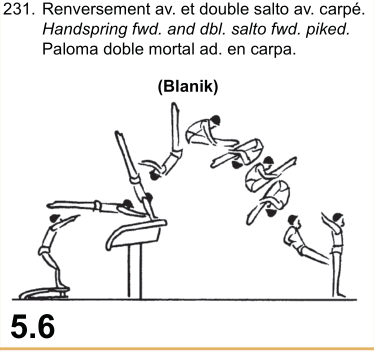 231. Renversement av. et double salto av. carpé.
Handspring fwd. and dbl. salto fwd. piked.
Paloma doble mortal ad. en carpa.
(Blanik)
5.6